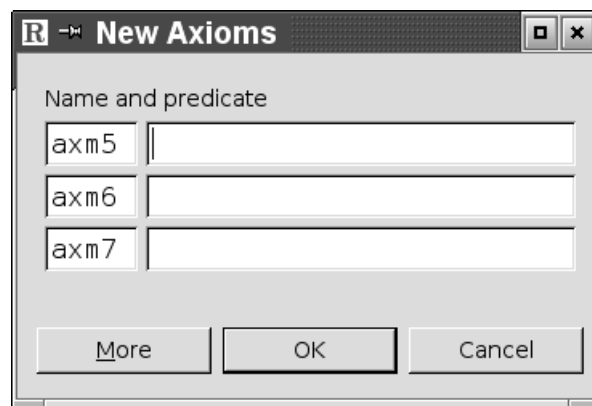 R New Axioms
Name and predicate
axm5
axm6
axm7
More OK Cancel